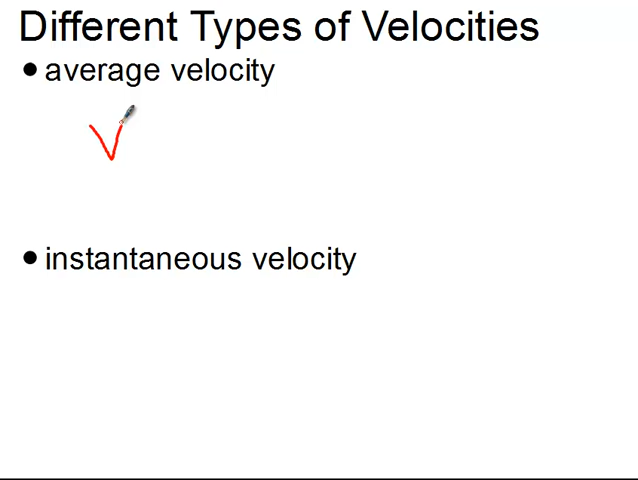 Different Types of Velocities
• average velocity
V
• instantaneous velocity